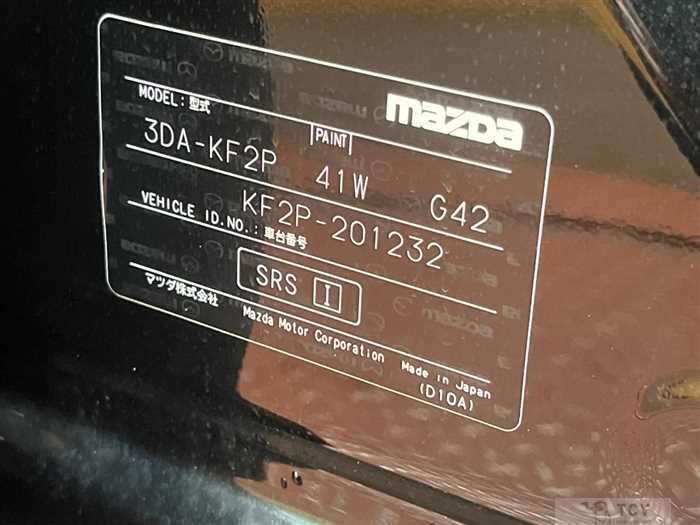 mazda
MODEL: 型式
PAINT
3DA-KF2P 41W G42
VEHICLE ID.NO.: 車台番号
KF2P-201232
SRS I
マツダ株式会社 Mazda Motor Corporation Made in Japan
(D10A)